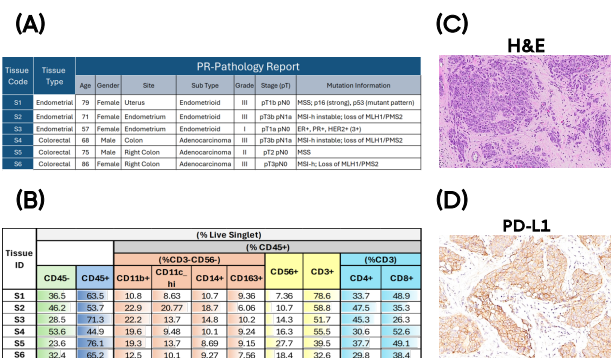 (A)
PR-Pathology Report
Tissue Code Tissue Type Age Gender Site Sub Type Grade Stage (pT) Mutation Information
S1 Endometrial 79 Female Uterus Endometrioid III pT1b pN0 MSS; p16 (strong), p53 (mutant pattern)
S2 Endometrial 71 Female Endometrium Endometrioid III pT3b pN1a MSI-h instable; loss of MLH1/PMS2
S3 Endometrial 57 Female Endometrium Endometrioid I pT1a pN0 ER+, PR+, HER2+ (3+)
S4 Colorectal 68 Male Colon Adenocarcinoma III pT3b pN1a MSI-h instable; loss of MLH1/PMS2
S5 Colorectal 75 Male Right Colon Adenocarcinoma II pT2 pN0 MSS
S6 Colorectal 86 Female Right Colon Adenocarcinoma III pT3pN0 MSI-h; Loss of MLH1/PMS2
(B)
(% Live Singlet)
(% CD45+)
(%CD3-CD56-) (%CD3)
Tissue ID CD45- CD45+ CD11b+ CD11c_hi CD14+ CD163+ CD56+ CD3+ CD4+ CD8+
S1 36.5 63.5 10.8 8.63 10.7 9.36 7.36 78.6 33.7 48.9
S2 46.2 53.7 22.9 20.77 18.7 6.06 10.7 58.8 47.5 35.3
S3 28.5 71.3 22.2 13.7 14.8 10.2 14.3 51.7 45.3 26.3
S4 53.6 44.9 19.6 9.48 10.1 9.24 16.3 55.5 30.6 52.6
S5 23.6 76.1 19.3 13.7 8.69 9.15 27.7 39.5 37.7 49.1
S6 32.4 65.2 12.5 10.1 9.27 7.56 18.4 32.6 29.8 38.4
(C)
H&E
(D)
PD-L1